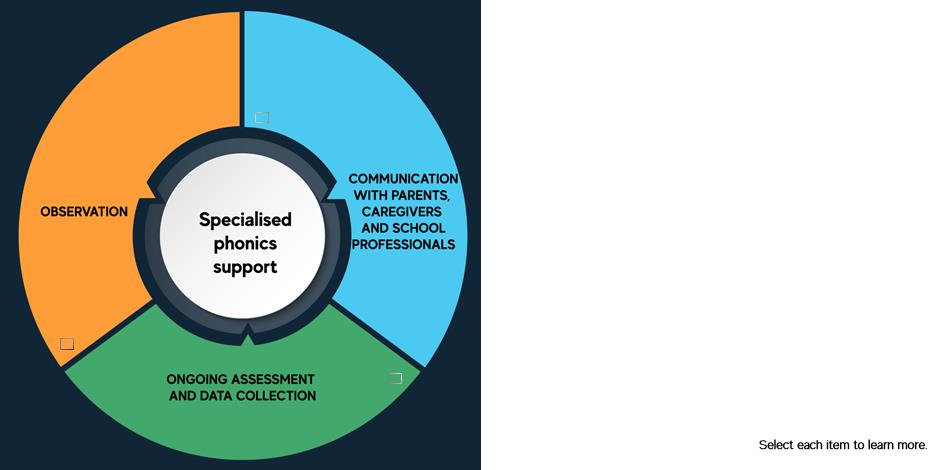 OBSERVATION
COMMUNICATION
WITH PARENTS,
CAREGIVERS
AND SCHOOL
PROFESSIONALS
Specialised
phonics
support
ONGOING ASSESSMENT
AND DATA COLLECTION
Select each item to learn more.